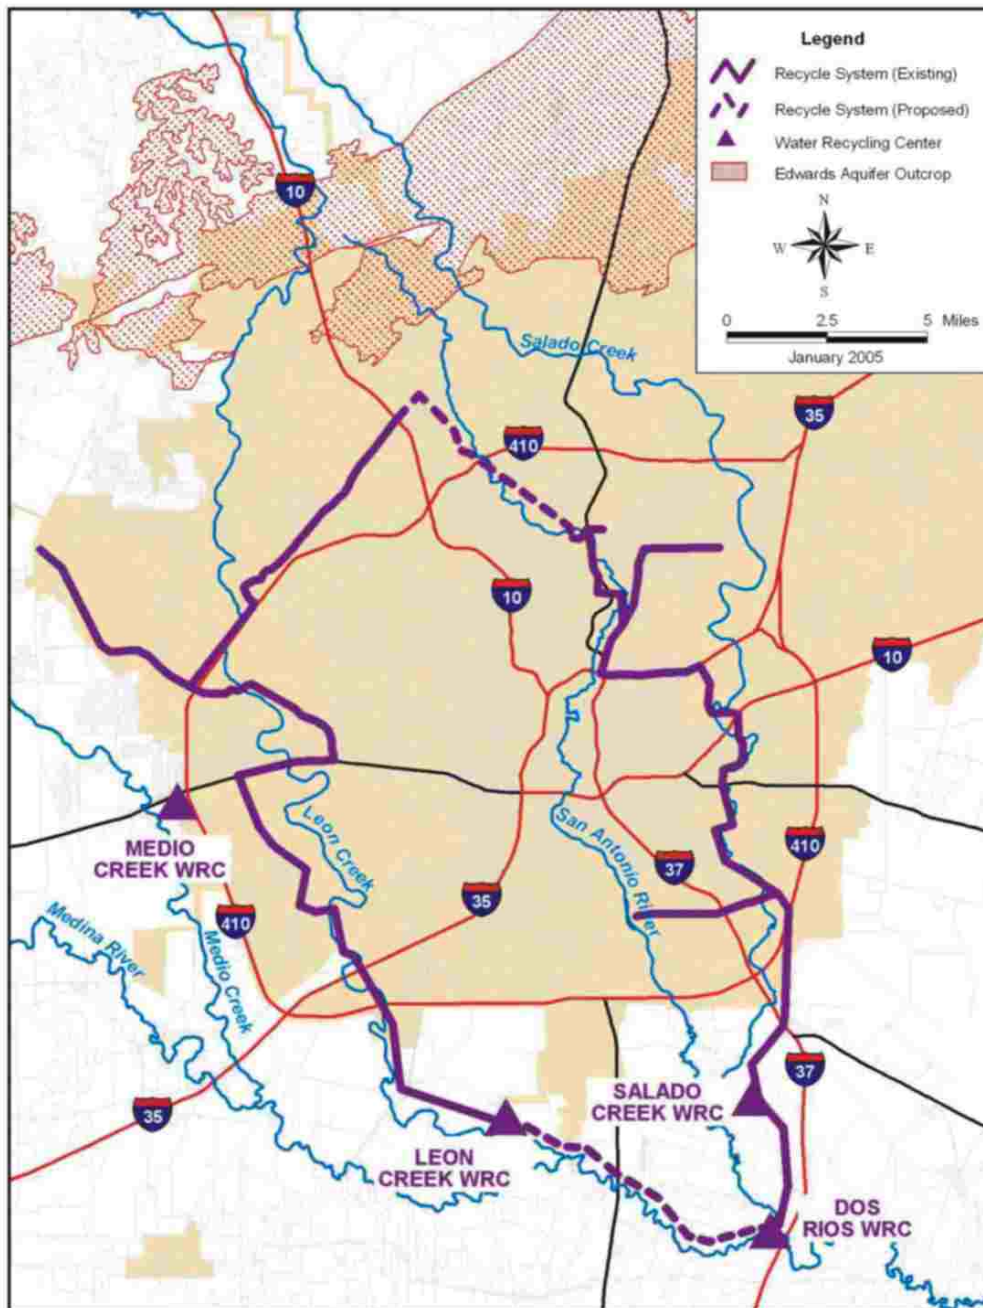 Legend
Recycle System (Existing)
Recycle System (Proposed)
Water Recycling Center
Edwards Aquifer Outcrop
N
W E
S
0 2.5 5 Miles
January 2005
10
Salado Creek
35
410
10
10
MEDIO
CREEK WRC
Leon Creek
San Antonio River
37
410
35
410
Medina River
Medio Creek
35
37
SALADO
CREEK WRC
LEON
CREEK WRC
DOS
RIOS WRC